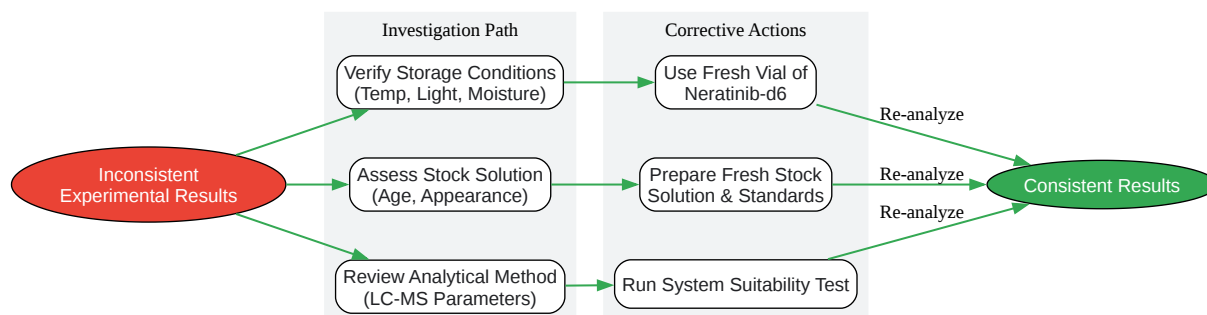 Investigation Path
Corrective Actions
Verify Storage Conditions
(Temp, Light, Moisture)
Use Fresh Vial of
Neratinib-d6
Re-analyze
Inconsistent
Experimental Results
Assess Stock Solution
(Age, Appearance)
Prepare Fresh Stock
Solution & Standards
Re-analyze
Consistent Results
Re-analyze
Review Analytical Method
(LC-MS Parameters)
Run System Suitability Test